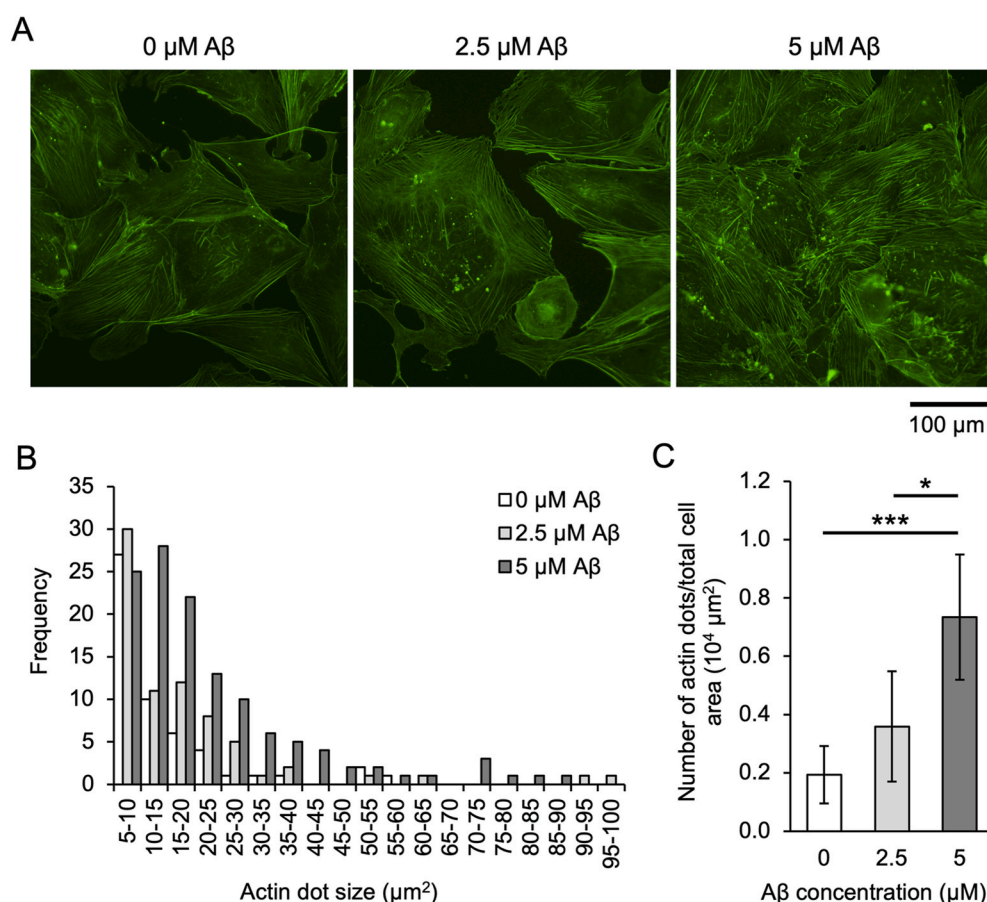 A
0 µM Aβ
2.5 µM Aβ
5 µM Aβ
100 µm
B
35
30
25
20
15
10
5
0
Frequency
0 µM Aβ
2.5 µM Aβ
5 µM Aβ
5-10
10-15
15-20
20-25
25-30
30-35
35-40
40-45
45-50
50-55
55-60
60-65
65-70
70-75
75-80
80-85
85-90
90-95
95-100
Actin dot size (µm²)
C
1.2
1.0
0.8
0.6
0.4
0.2
0.0
Number of actin dots/total cell
area (10⁴ µm²)
*
***
0
2.5
5
Aβ concentration (µM)